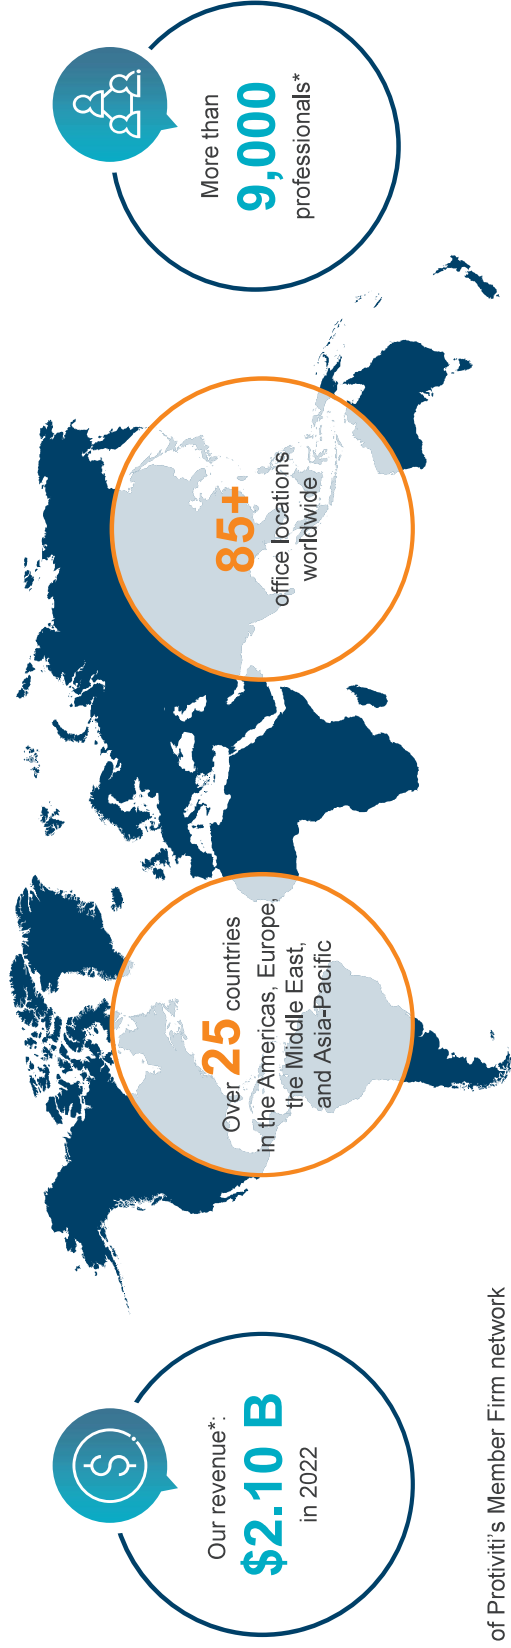 Our revenue*:
$2.10 B
in 2022
Over 25 countries
in the Americas, Europe,
the Middle East,
and Asia-Pacific
85+
office locations
worldwide
More than
9,000
professionals*
of Protiviti's Member Firm network